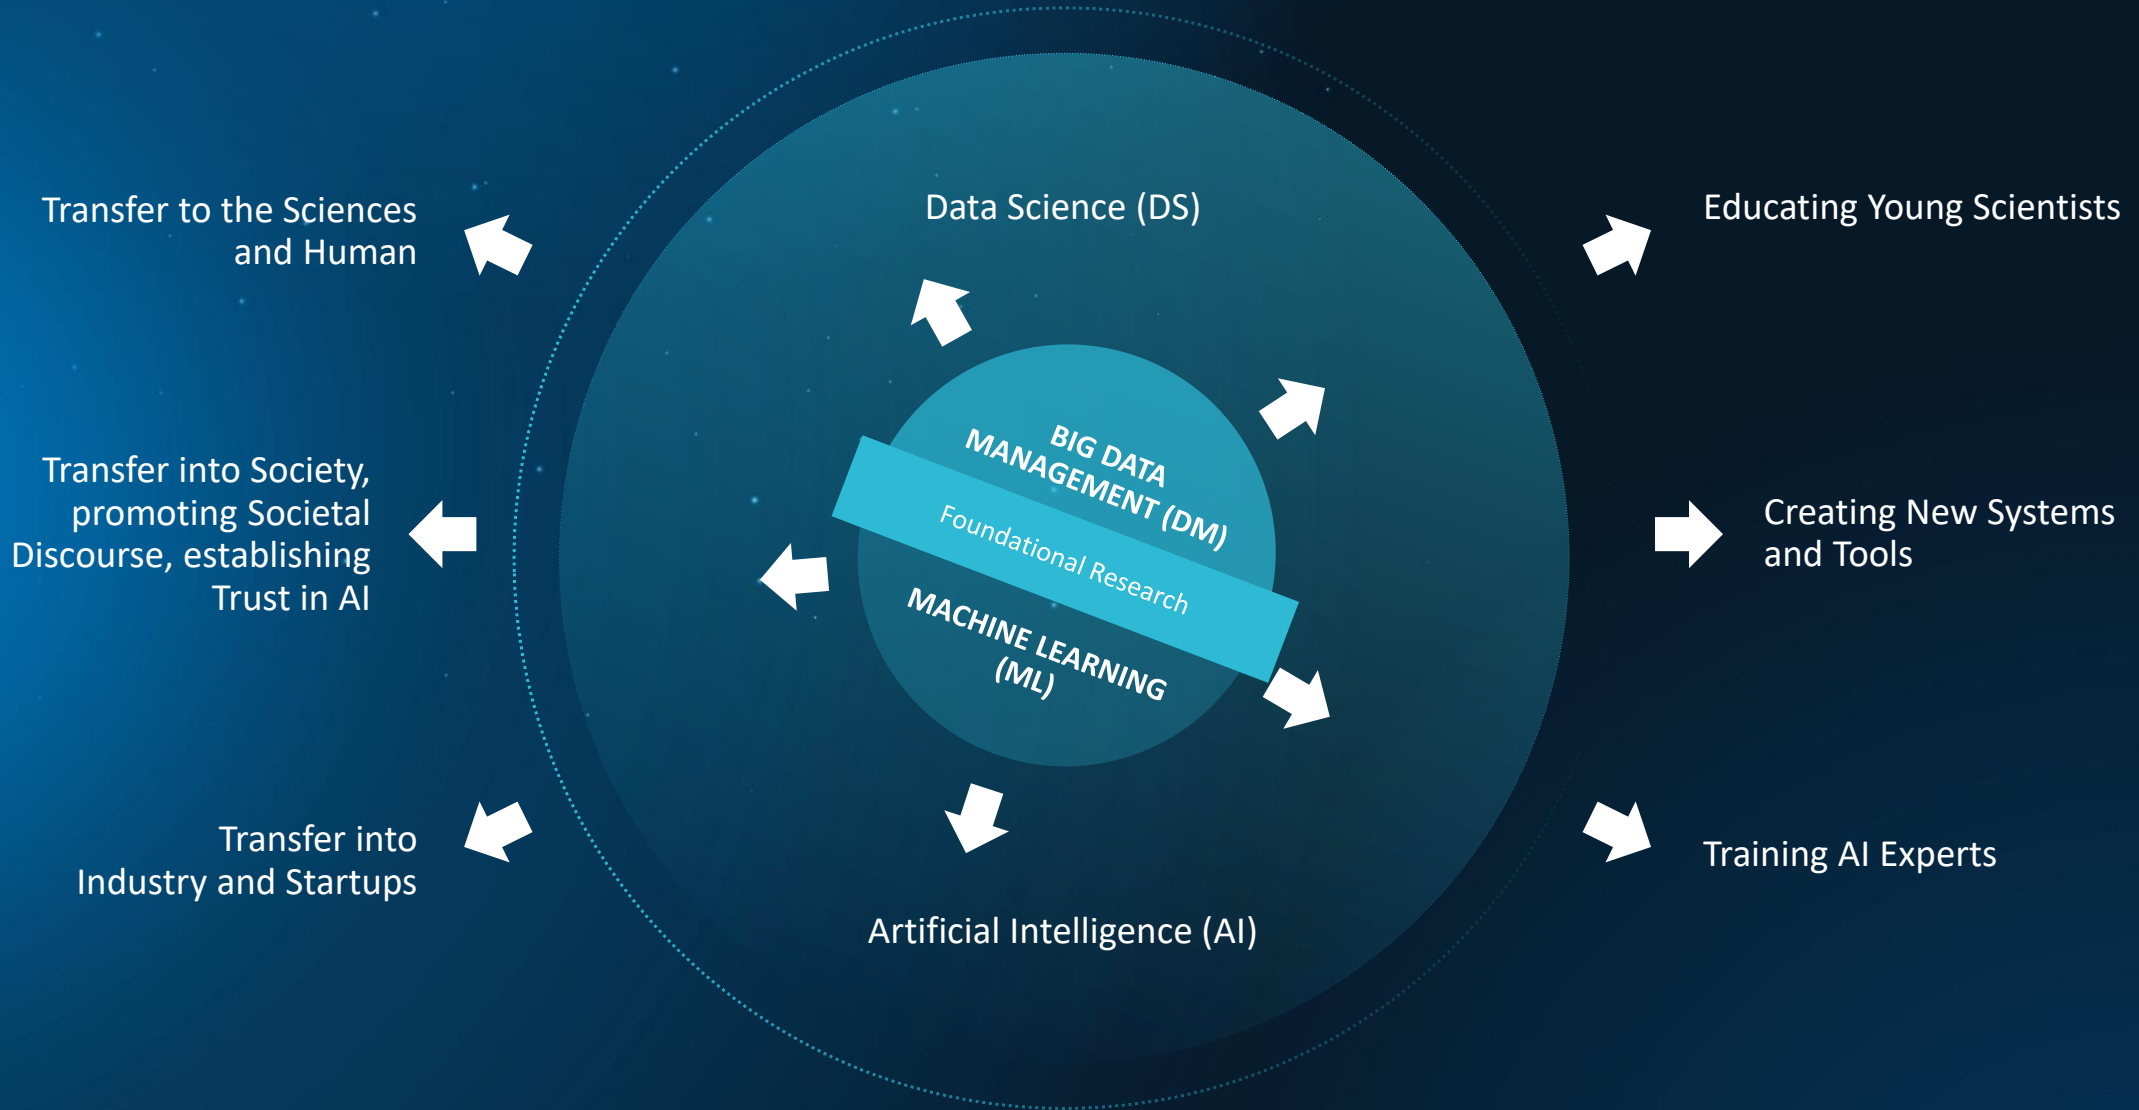 Transfer to the Sciences
and Human
Transfer into Society,
promoting Societal
Discourse, establishing
Trust in AI
Transfer into
Industry and Startups
Data Science (DS)
BIG DATA
MANAGEMENT (DM)
Foundational Research
MACHINE LEARNING
(ML)
Artificial Intelligence (AI)
Educating Young Scientists
Creating New Systems
and Tools
Training AI Experts